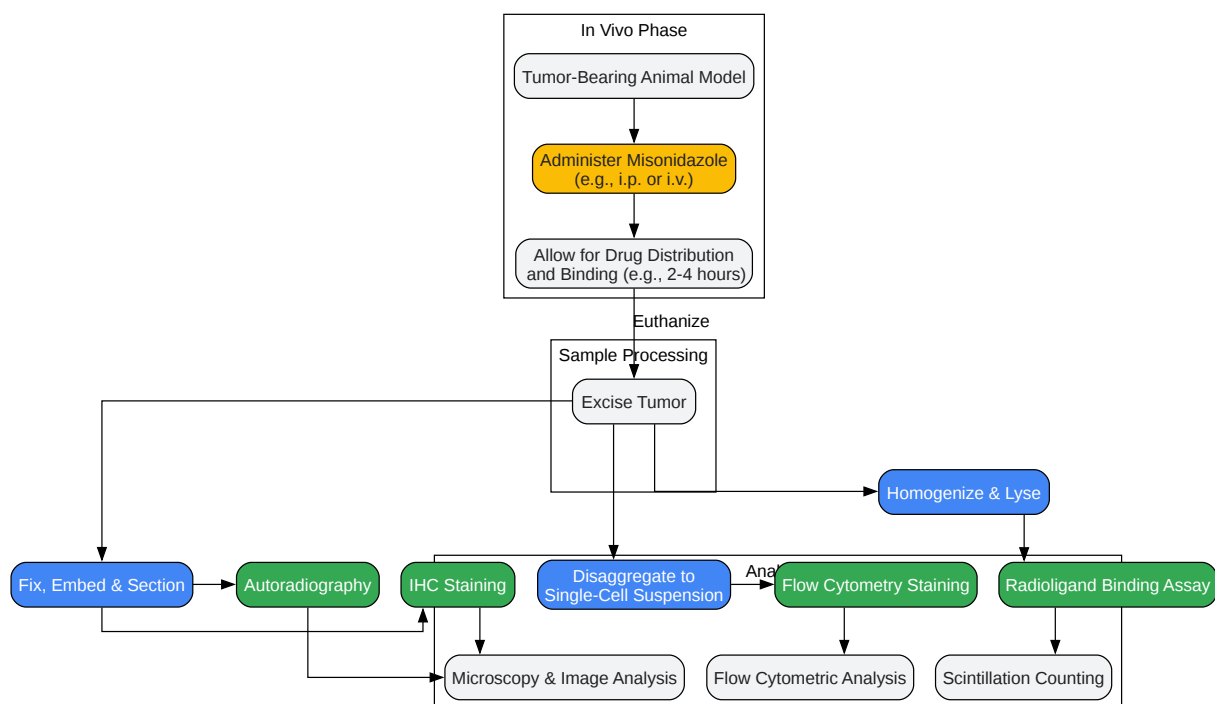 In Vivo Phase
Tumor-Bearing Animal Model
Administer Misonidazole
(e.g., i.p. or i.v.)
Allow for Drug Distribution
and Binding (e.g., 2-4 hours)
Euthanize
Sample Processing
Excise Tumor
Homogenize & Lyse
Fix, Embed & Section
Autoradiography
IHC Staining
Disaggregate to
Single-Cell Suspension
Flow Cytometry Staining
Radioligand Binding Assay
Microscopy & Image Analysis
Flow Cytometric Analysis
Scintillation Counting